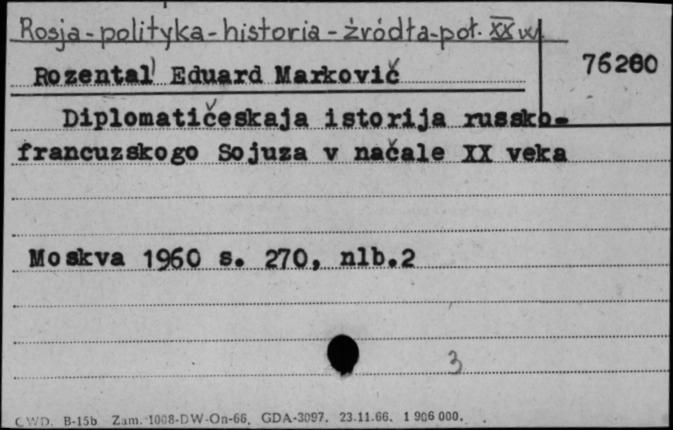 Rosja-polityka-historia-źródła-poł. XX w.
Rozental' Eduard Markovič
76280
Diplomatičeskaja istorija russko-
francuzskogo Sojuza v načale XX veka
Moskva 1960 s. 270, nlb.2
3
CWD. B-15b Zam. 1008-DW-On-66. GDA-3097. 23.11.66. 1 906 000.